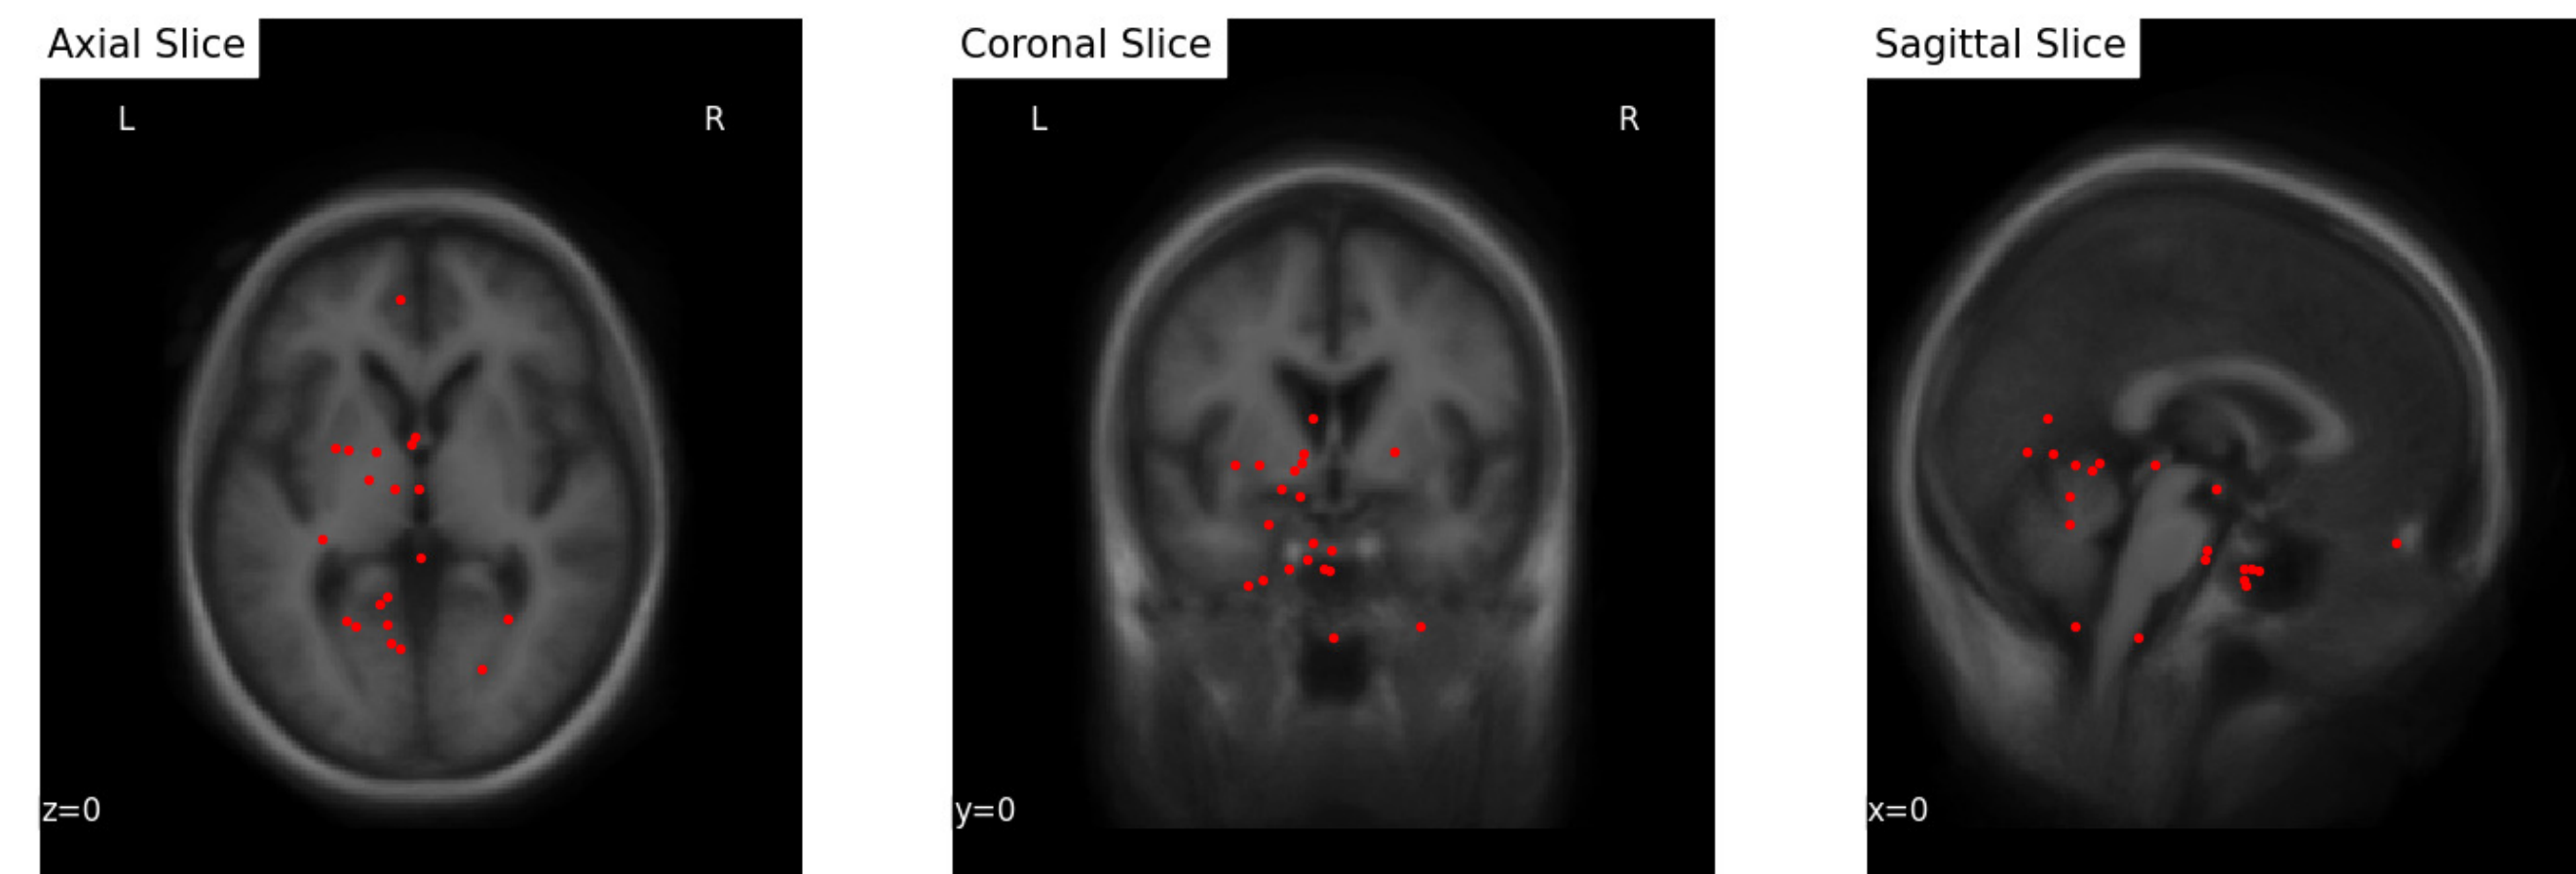 Axial Slice
L R
z=0
Coronal Slice
L R
y=0
Sagittal Slice
x=0